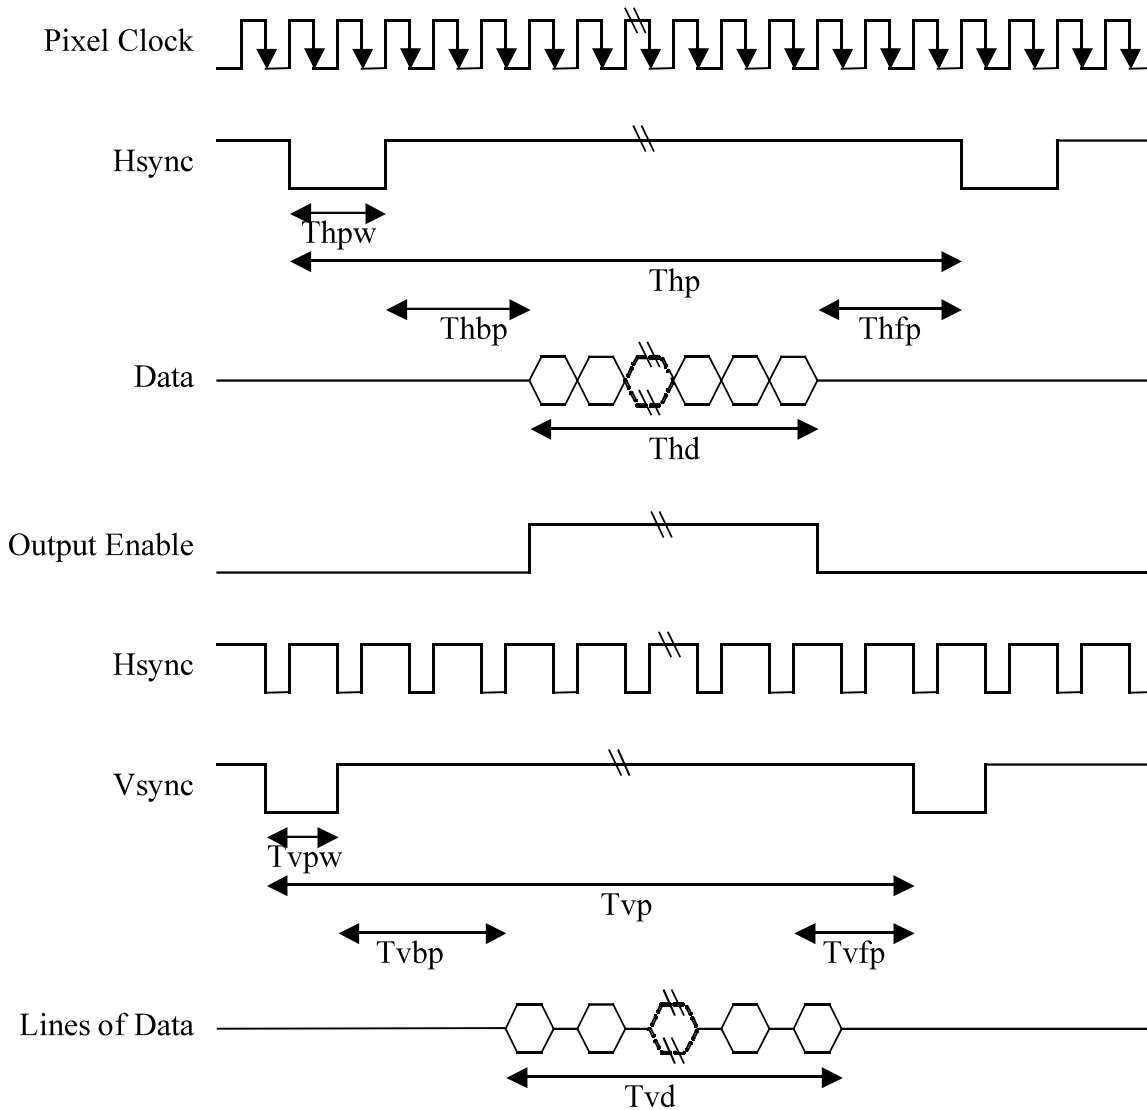 Pixel Clock
Hsync
Thpw
Thp
Thbp
Thfp
Data
Thd
Output Enable
Hsync
Vsync
Tvpw
Tvp
Tvbp
Tvfp
Lines of Data
Tvd